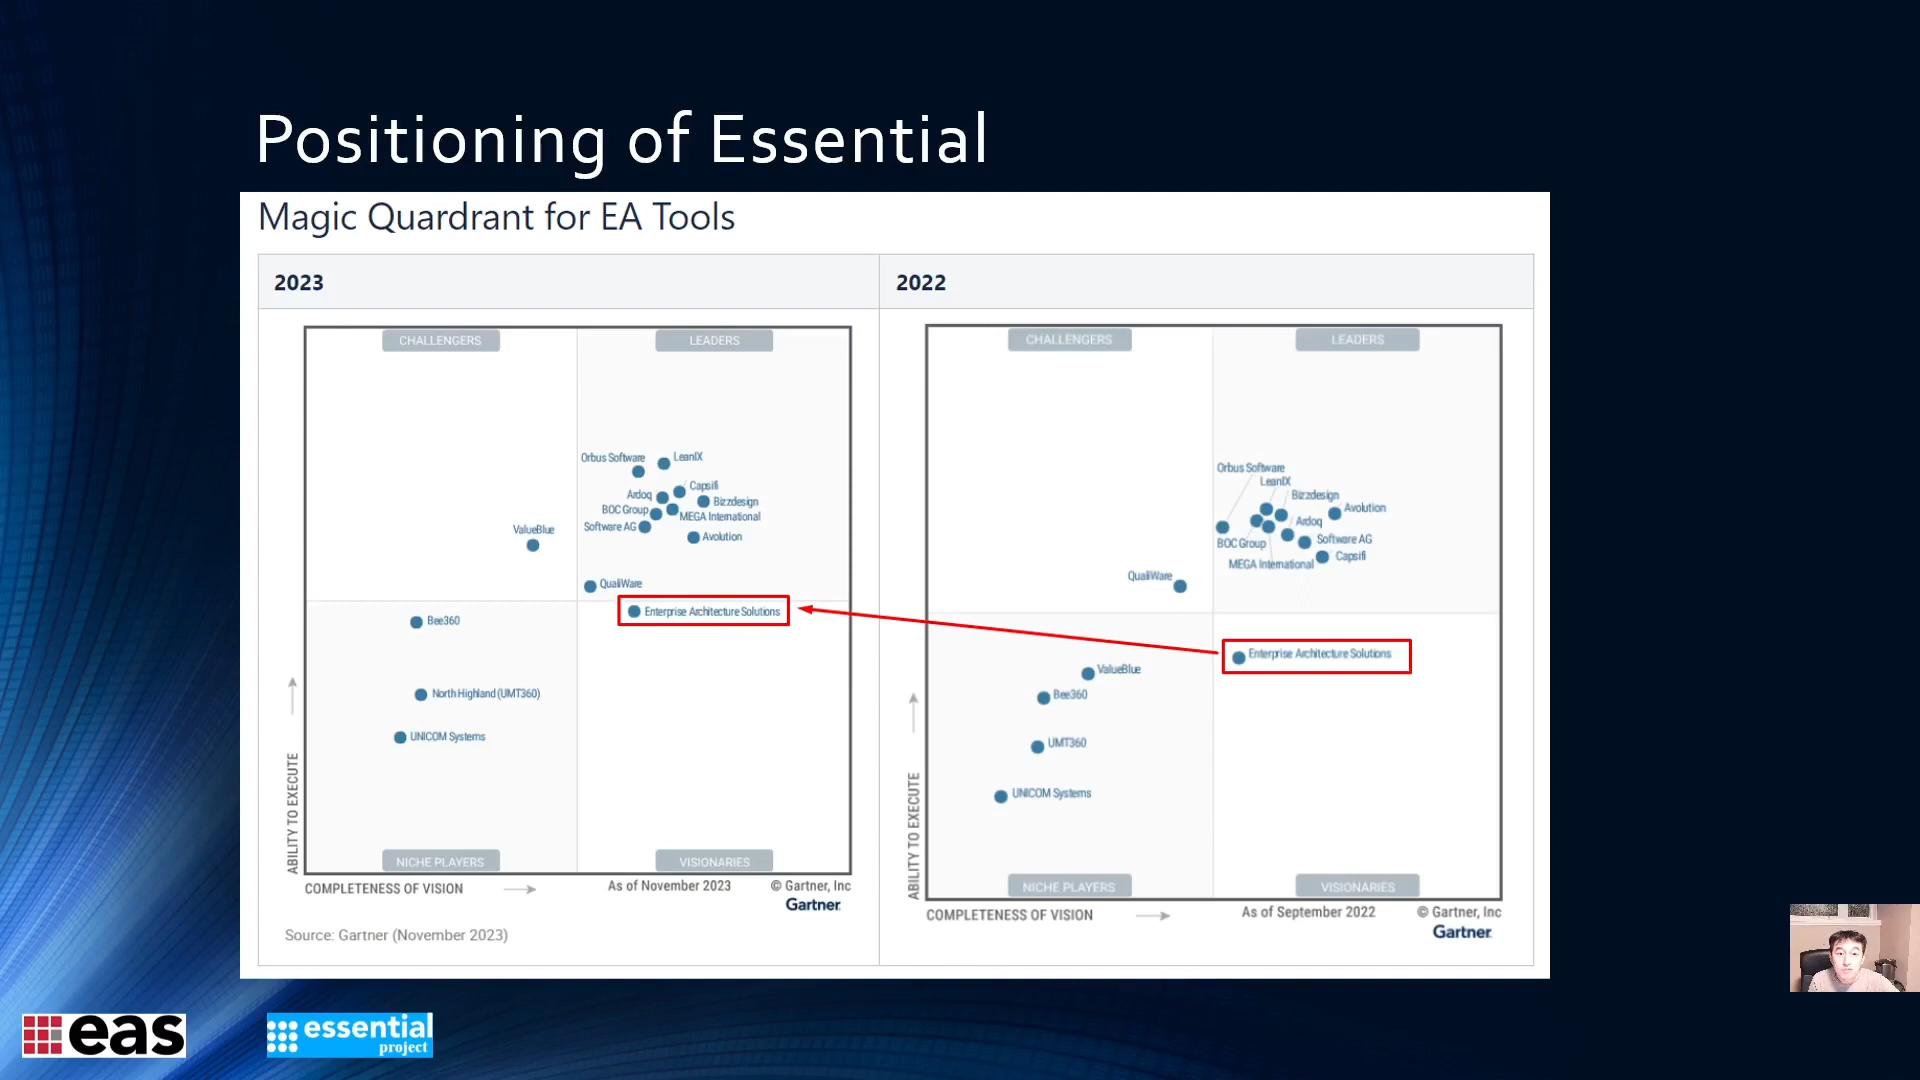 Positioning of Essential
Magic Quardrant for EA Tools
2023
2022
CHALLENGERS
LEADERS
Orbus Software
LeanIX
Ardoq
Capsifi
BOC Group
Bizzdesign
Software AG
MEGA International
Avolution
ValueBlue
QualiWare
Enterprise Architecture Solutions
Bee360
North Highland (UMT360)
UNICOM Systems
ABILITY TO EXECUTE
NICHE PLAYERS
VISIONARIES
COMPLETENESS OF VISION
As of November 2023
© Gartner, Inc
Gartner
Source: Gartner (November 2023)
CHALLENGERS
LEADERS
Orbus Software
LeanIX
Bizzdesign
Avolution
Ardoq
BOC Group
Software AG
MEGA International
Capsifi
QualiWare
Enterprise Architecture Solutions
ValueBlue
Bee360
UMT360
UNICOM Systems
ABILITY TO EXECUTE
NICHE PLAYERS
VISIONARIES
COMPLETENESS OF VISION
As of September 2022
© Gartner, Inc
Gartner
eas
essential
project